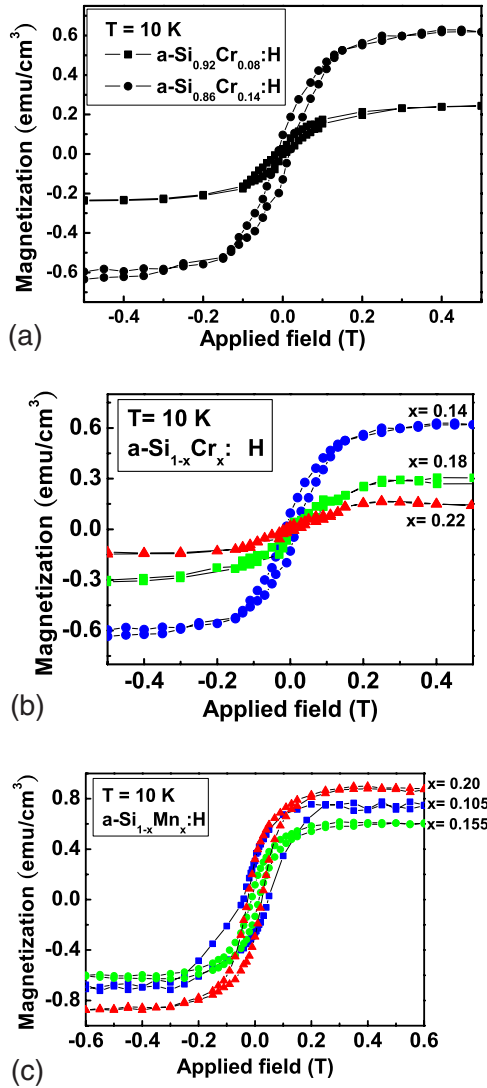 T = 10 K
a-Si0.92Cr0.08:H
a-Si0.86Cr0.14:H
Magnetization (emu/cm3)
0.6
0.4
0.2
0.0
-0.2
-0.4
-0.6
-0.4 -0.2 0.0 0.2 0.4
Applied field (T)
(a)
T= 10 K
a-Si1-xCrx: H
x= 0.14
x= 0.18
x= 0.22
Magnetization (emu/cm3)
0.6
0.3
0.0
-0.3
-0.6
-0.4 -0.2 0.0 0.2 0.4
Applied field (T)
(b)
T = 10 K
a-Si1-xMnx:H
x= 0.20
x= 0.105
x= 0.155
Magnetization (emu/cm3)
0.8
0.4
0.0
-0.4
-0.8
-0.6 -0.4 -0.2 0.0 0.2 0.4 0.6
Applied field (T)
(c)